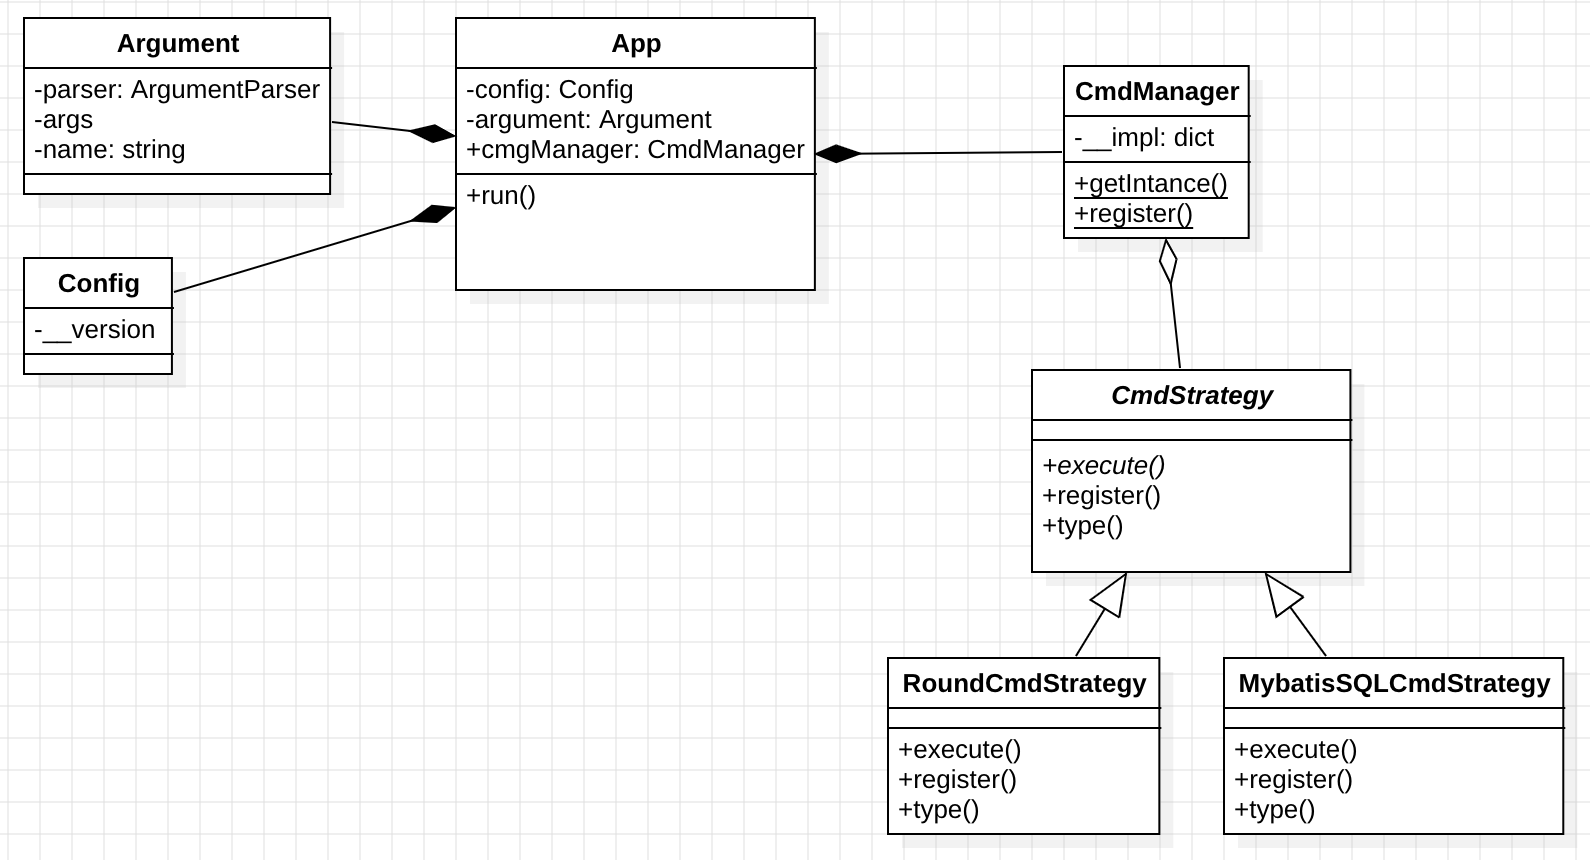 Argument
-parser: ArgumentParser
-args
-name: string
App
-config: Config
-argument: Argument
+cmgManager: CmdManager
+run()
CmdManager
-__impl: dict
+getIntance()
+register()
Config
-__version
CmdStrategy
+execute()
+register()
+type()
RoundCmdStrategy
+execute()
+register()
+type()
MybatisSQLCmdStrategy
+execute()
+register()
+type()